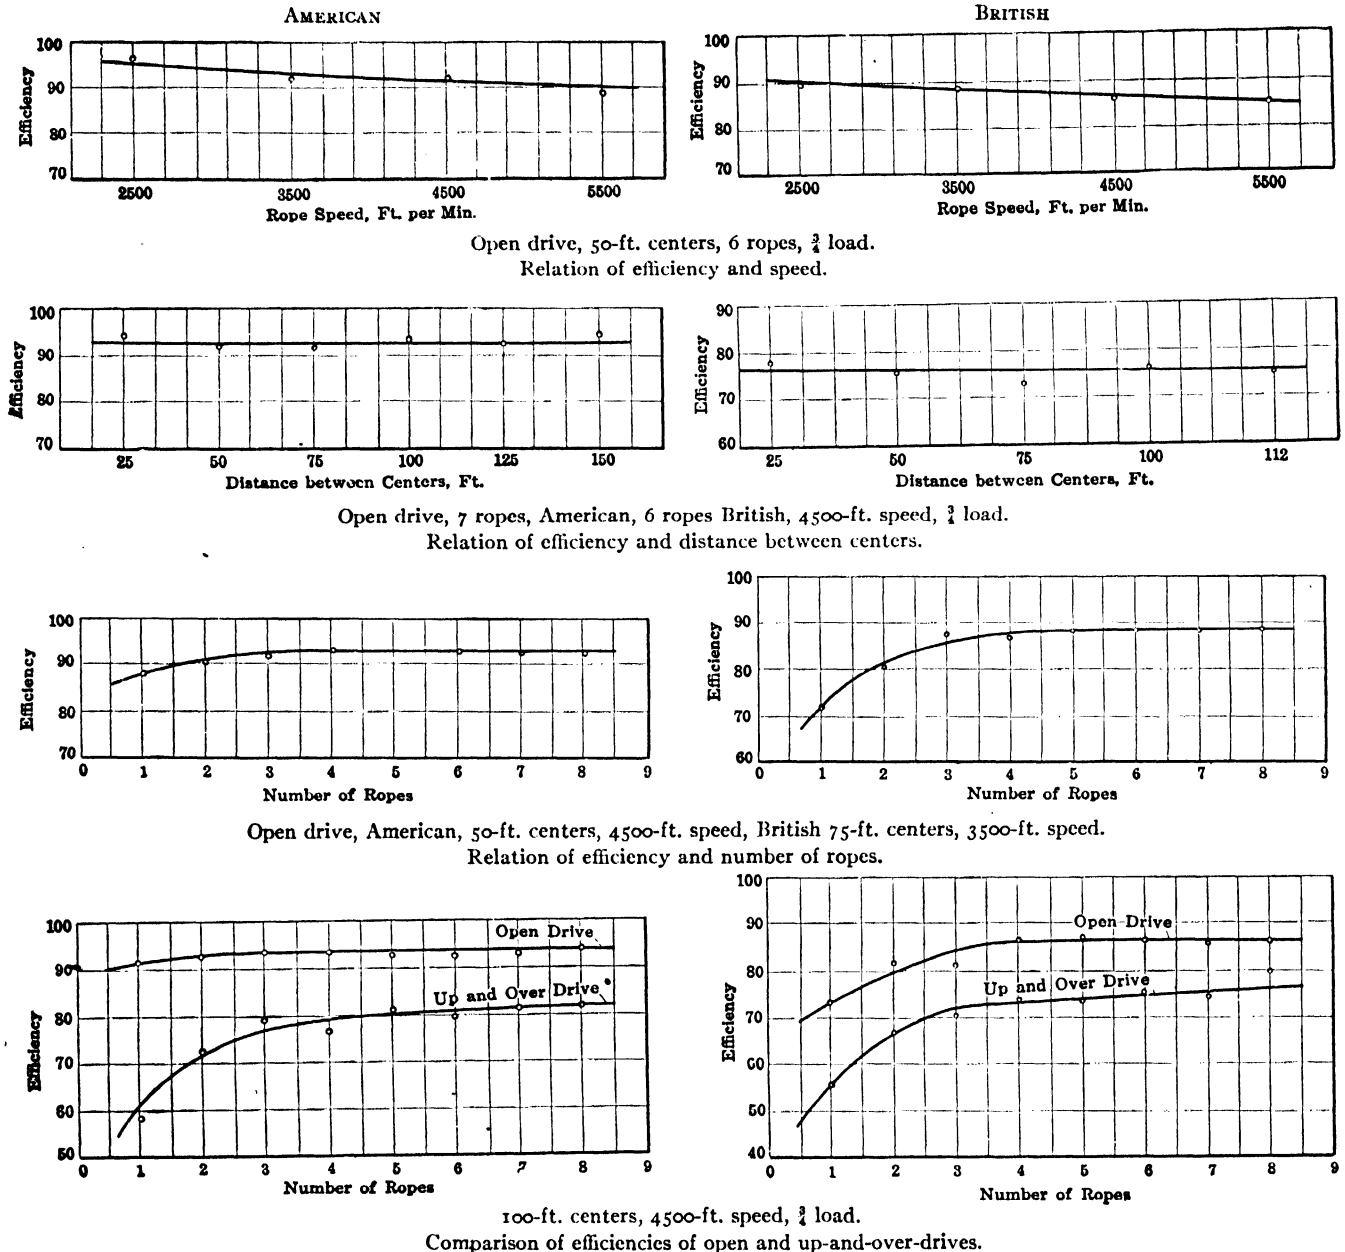 AMERICAN
100
90
80
70
Efficiency
2500 3500 4500 5500
Rope Speed, Ft. per Min.
BRITISH
100
90
80
70
Efficiency
2500 3500 4500 5500
Rope Speed, Ft. per Min.
Open drive, 50-ft. centers, 6 ropes, ¾ load.
Relation of efficiency and speed.
100
90
80
70
Efficiency
25 50 75 100 125 150
Distance between Centers, Ft.
90
80
70
60
Efficiency
25 50 75 100 112
Distance between Centers, Ft.
Open drive, 7 ropes, American, 6 ropes British, 4500-ft. speed, ¾ load.
Relation of efficiency and distance between centers.
100
90
80
70
Efficiency
0 1 2 3 4 5 6 7 8 9
Number of Ropes
100
90
80
70
60
Efficiency
0 1 2 3 4 5 6 7 8 9
Number of Ropes
Open drive, American, 50-ft. centers, 4500-ft. speed, British 75-ft. centers, 3500-ft. speed.
Relation of efficiency and number of ropes.
100
90
80
70
60
50
Efficiency
Open Drive
Up and Over Drive
0 1 2 3 4 5 6 7 8 9
Number of Ropes
100
90
80
70
60
50
40
Efficiency
Open Drive
Up and Over Drive
0 1 2 3 4 5 6 7 8 9
Number of Ropes
100-ft. centers, 4500-ft. speed, ¾ load.
Comparison of efficiencies of open and up-and-over-drives.